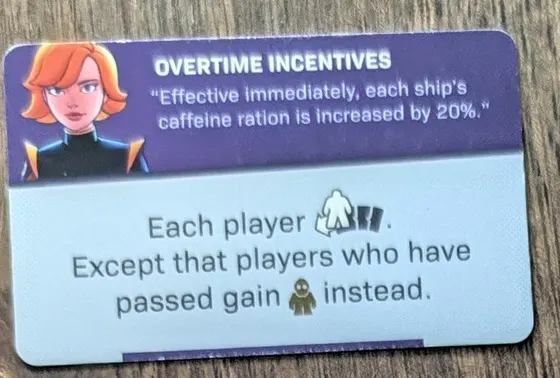 OVERTIME INCENTIVES
"Effective immediately, each ship's
caffeine ration is increased by 20%."
Each player .
Except that players who have
passed gain instead.